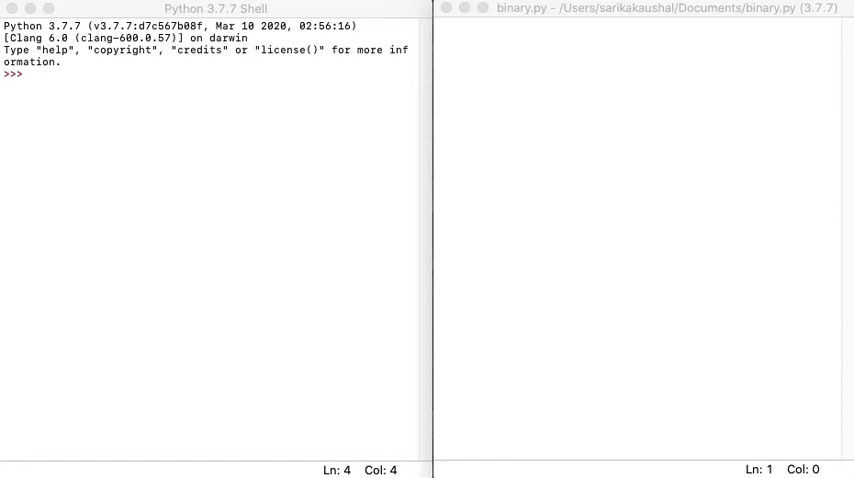 Python 3.7.7 Shell
Python 3.7.7 (v3.7.7:d7c567b08f, Mar 10 2020, 02:56:16)
[Clang 6.0 (clang-600.0.57)] on darwin
Type "help", "copyright", "credits" or "license()" for more inf
ormation.
>>>
Ln: 4 Col: 4
binary.py - /Users/sarikakaushal/Documents/binary.py (3.7.7)
Ln: 1 Col: 0